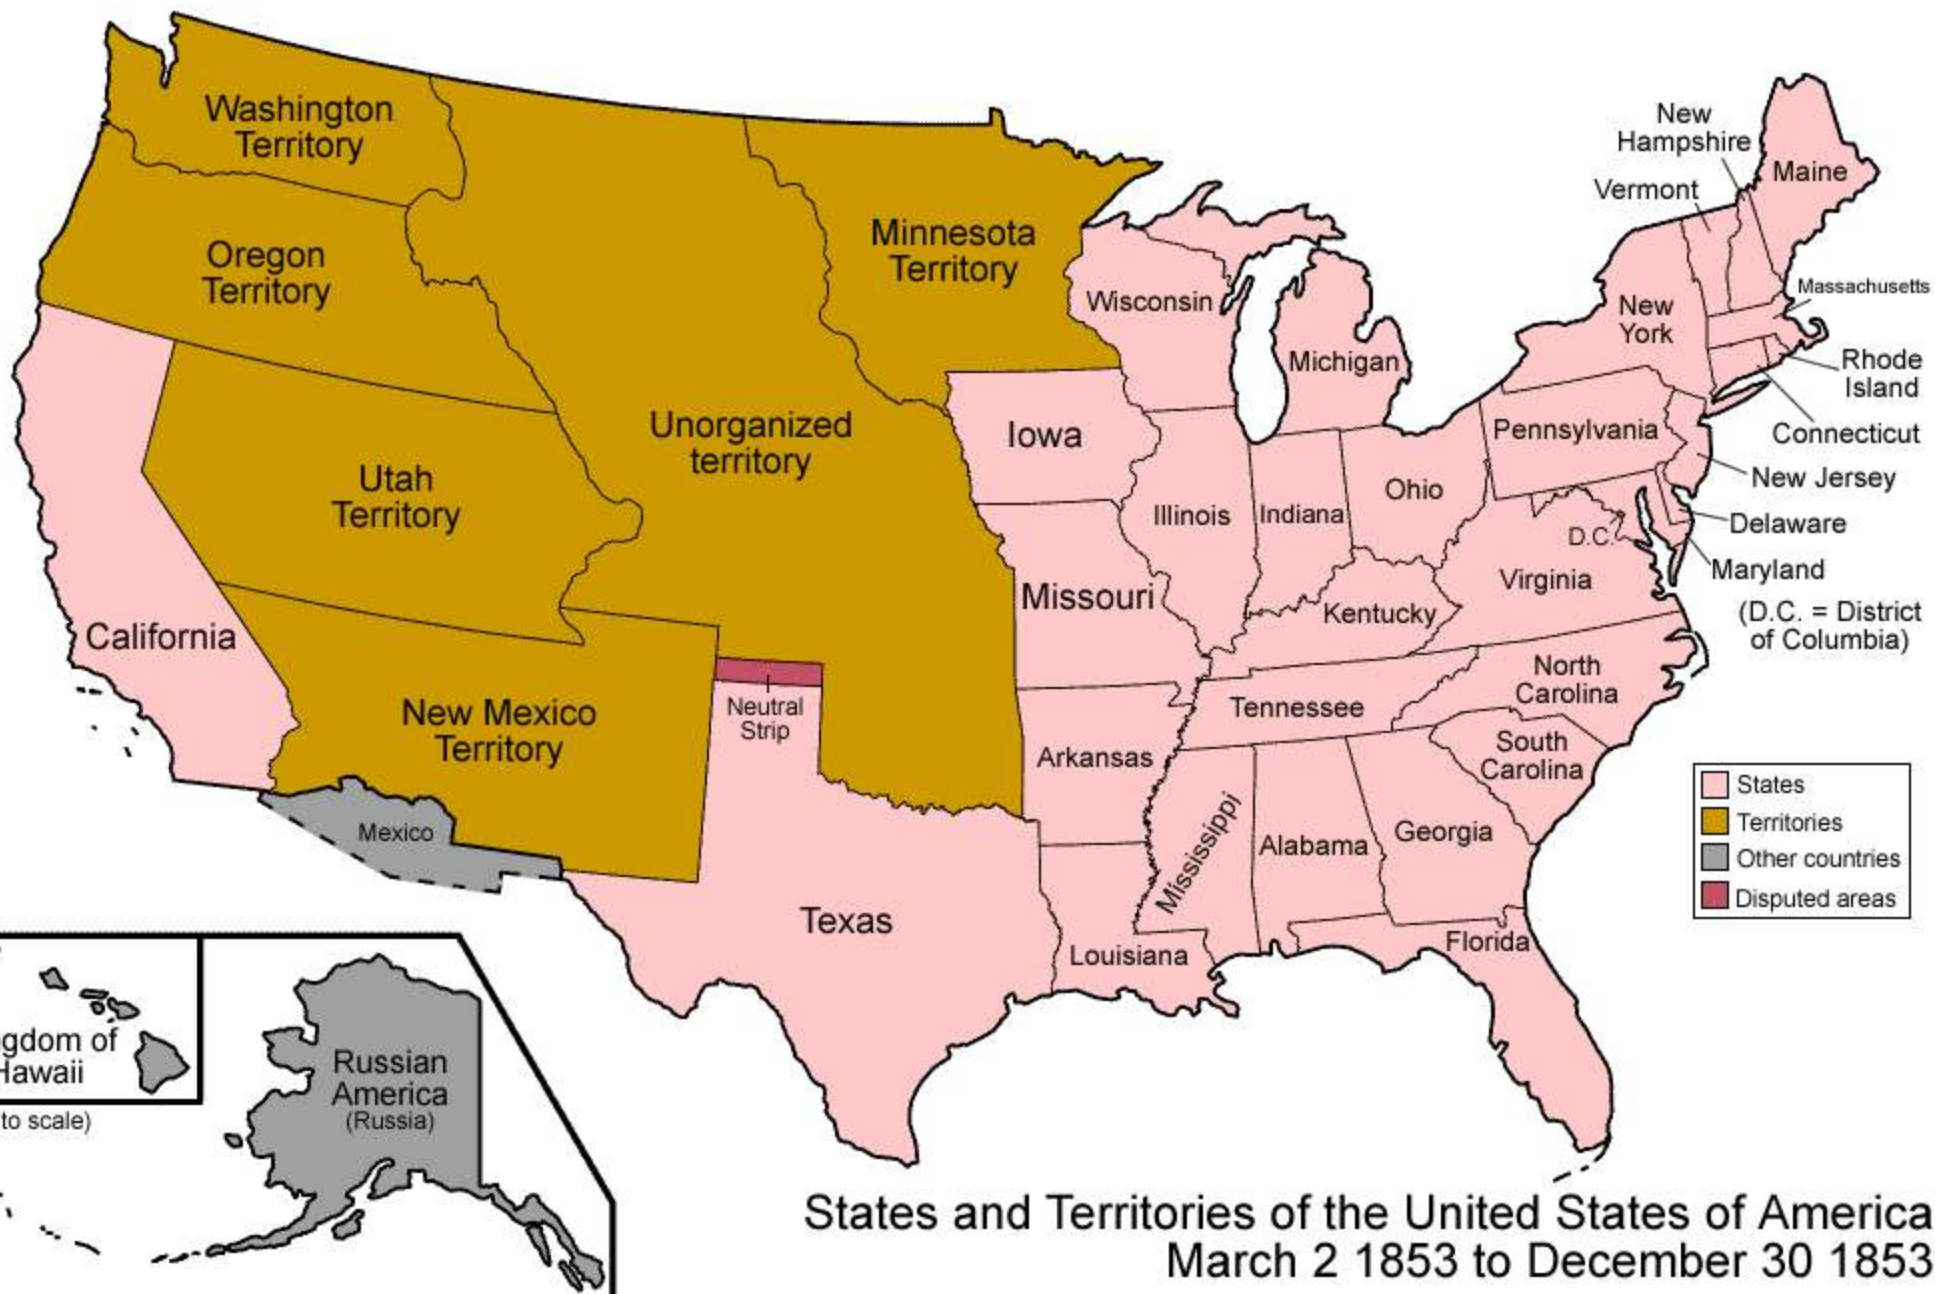 Washington
Territory
Oregon
Territory
Minnesota
Territory
Unorganized
territory
Utah
Territory
New Mexico
Territory
California
Neutral
Strip
Mexico
Texas
Wisconsin
Michigan
Iowa
Illinois
Indiana
Ohio
Missouri
Kentucky
Arkansas
Tennessee
Mississippi
Alabama
Georgia
Louisiana
Florida
North
Carolina
South
Carolina
Virginia
D.C.
Pennsylvania
New
York
New
Hampshire
Vermont
Maine
Massachusetts
Rhode
Island
Connecticut
New Jersey
Delaware
Maryland
(D.C. = District
of Columbia)
States
Territories
Other countries
Disputed areas
gdom of
Hawaii
to scale)
Russian
America
(Russia)
States and Territories of the United States of America
March 2 1853 to December 30 1853